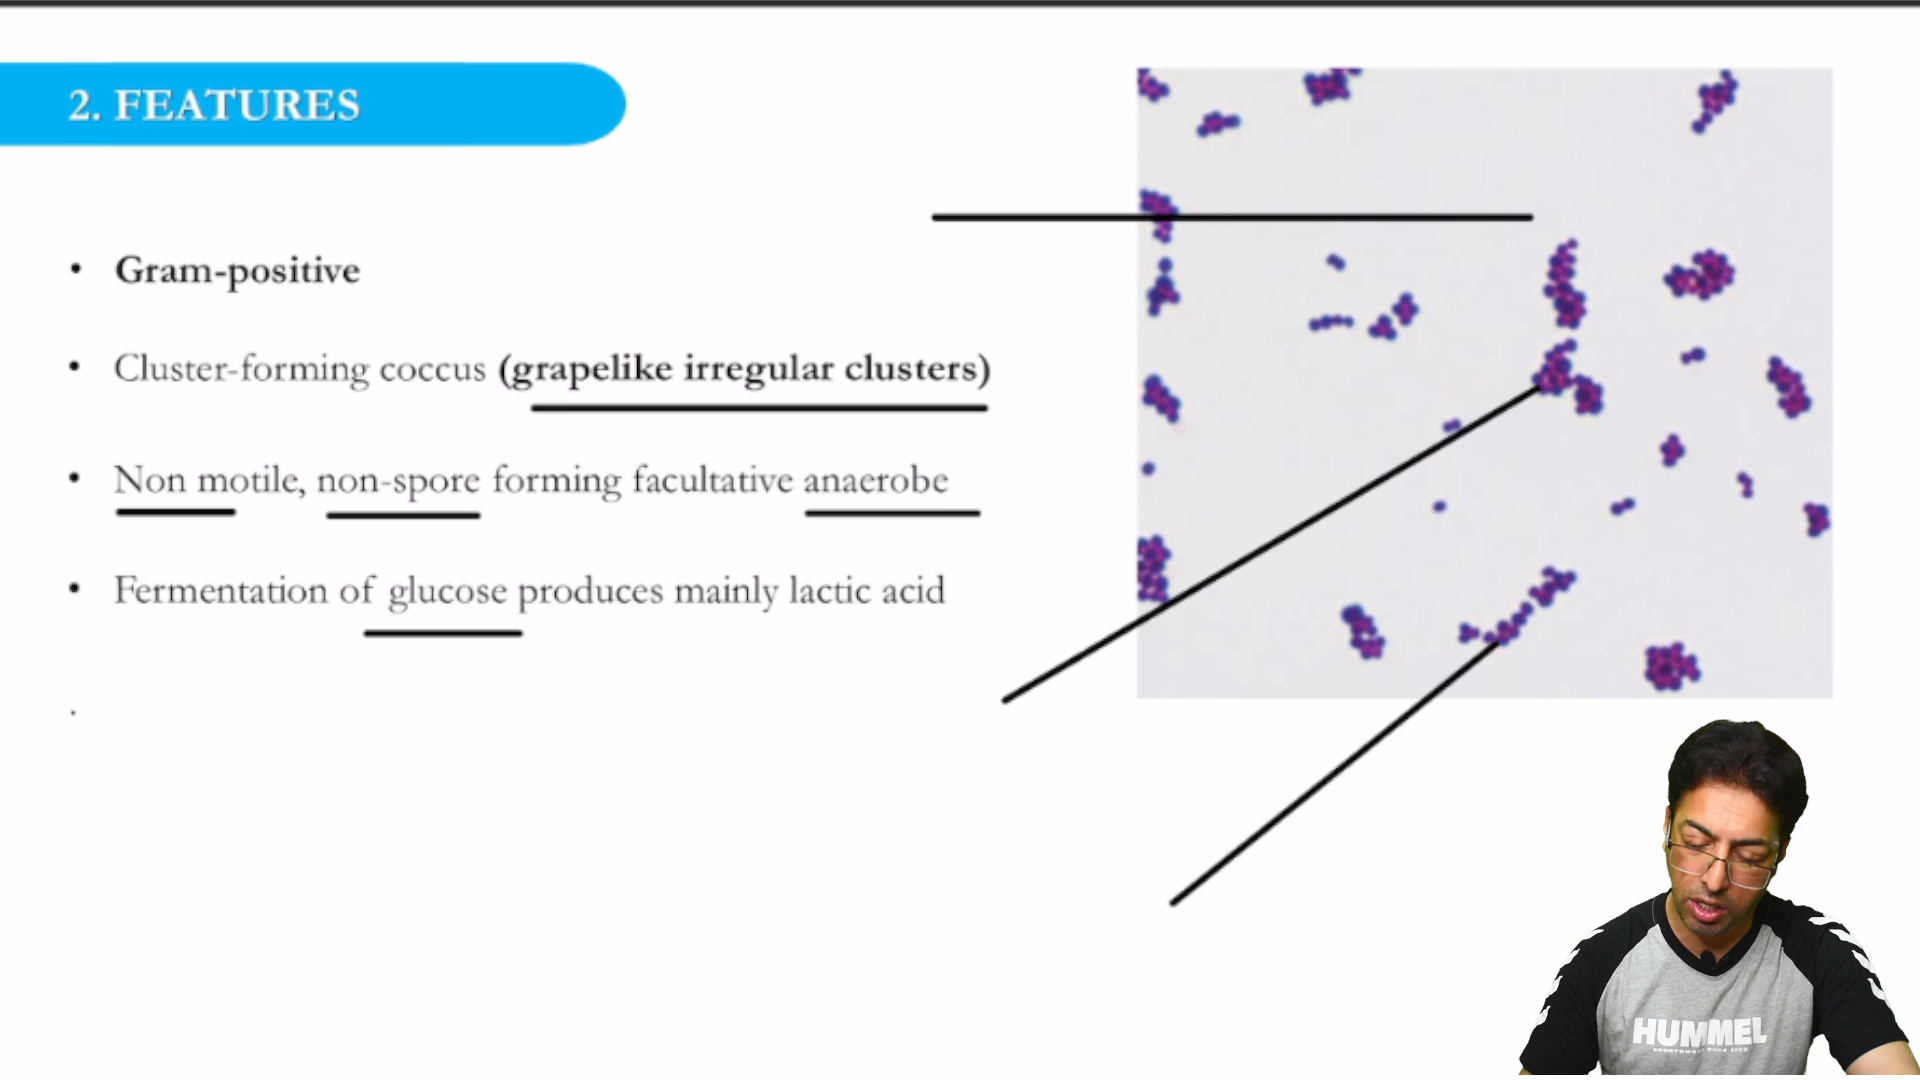 2. FEATURES
• Gram-positive
• Cluster-forming coccus (grapelike irregular clusters)
• Non motile, non-spore forming facultative anaerobe
• Fermentation of glucose produces mainly lactic acid
.
HUMMEL